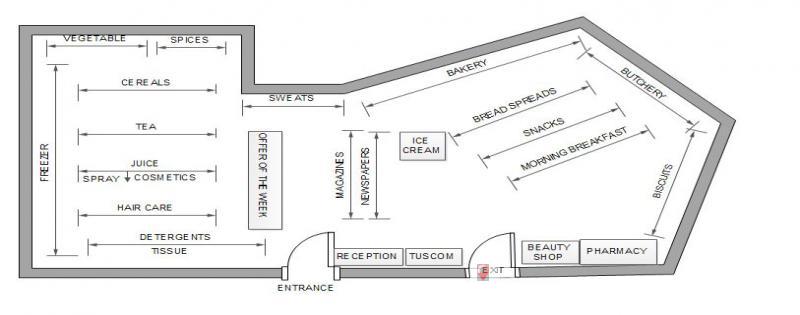 VEGETABLE
SPICES
CEREALS
TEA
JUICE
SPRAY COSMETICS
HAIR CARE
DETERGENTS
TISSUE
FREEZER
SWEATS
OFFER OF THE WEEK
MAGAZINES
NEWSPAPERS
ICE
CREAM
BAKERY
BREAD SPREADS
SNACKS
MORNING BREAKFAST
BUTCHERY
BISCUITS
RECEPTION
TUSCOM
EXIT
BEAUTY
SHOP
PHARMACY
ENTRANCE